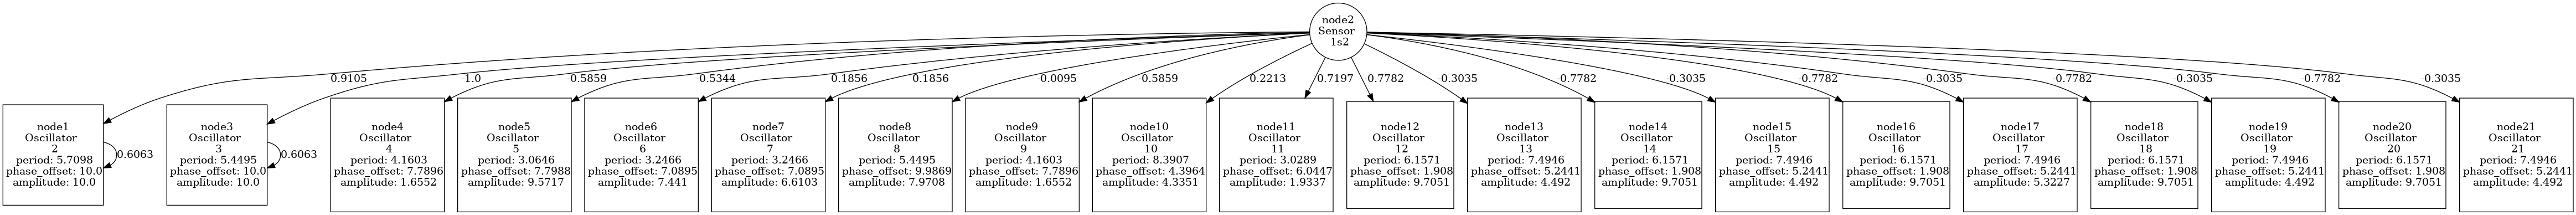 node2
Sensor
1s2
0.9105
-1.0
-0.5859
-0.5344
0.1856
0.1856
-0.0095
-0.5859
0.2213
0.7197
-0.7782
-0.3035
-0.7782
-0.3035
-0.7782
-0.3035
-0.7782
-0.3035
-0.7782
-0.3035
node1
Oscillator
2
period: 5.7098
phase_offset: 10.0
amplitude: 10.0
0.6063
node3
Oscillator
3
period: 5.4495
phase_offset: 10.0
amplitude: 10.0
0.6063
node4
Oscillator
4
period: 4.1603
phase_offset: 7.7896
amplitude: 1.6552
node5
Oscillator
5
period: 3.0646
phase_offset: 7.7988
amplitude: 9.5717
node6
Oscillator
6
period: 3.2466
phase_offset: 7.0895
amplitude: 7.441
node7
Oscillator
7
period: 3.2466
phase_offset: 7.0895
amplitude: 6.6103
node8
Oscillator
8
period: 5.4495
phase_offset: 9.9869
amplitude: 7.9708
node9
Oscillator
9
period: 4.1603
phase_offset: 7.7896
amplitude: 1.6552
node10
Oscillator
10
period: 8.3907
phase_offset: 4.3964
amplitude: 4.3351
node11
Oscillator
11
period: 3.0289
phase_offset: 6.0447
amplitude: 1.9337
node12
Oscillator
12
period: 6.1571
phase_offset: 1.908
amplitude: 9.7051
node13
Oscillator
13
period: 7.4946
phase_offset: 5.2441
amplitude: 4.492
node14
Oscillator
14
period: 6.1571
phase_offset: 1.908
amplitude: 9.7051
node15
Oscillator
15
period: 7.4946
phase_offset: 5.2441
amplitude: 4.492
node16
Oscillator
16
period: 6.1571
phase_offset: 1.908
amplitude: 9.7051
node17
Oscillator
17
period: 7.4946
phase_offset: 5.2441
amplitude: 5.3227
node18
Oscillator
18
period: 6.1571
phase_offset: 1.908
amplitude: 9.7051
node19
Oscillator
19
period: 7.4946
phase_offset: 5.2441
amplitude: 4.492
node20
Oscillator
20
period: 6.1571
phase_offset: 1.908
amplitude: 9.7051
node21
Oscillator
21
period: 7.4946
phase_offset: 5.2441
amplitude: 4.492